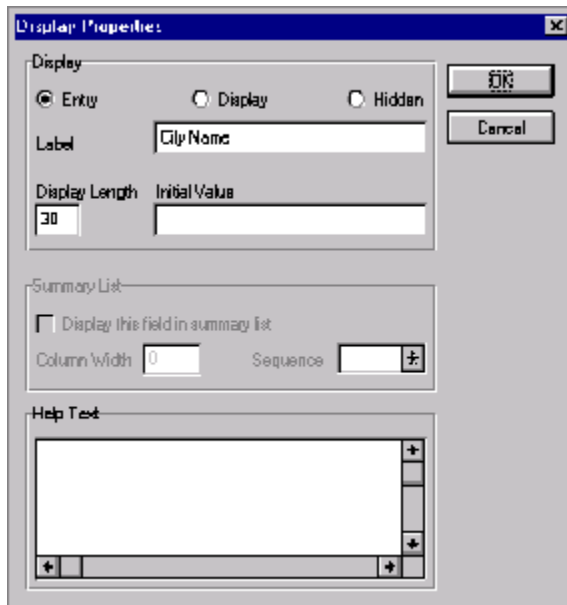 Display Properties
Display
Entry Display Hidden
OK
Label City Name
Cancel
Display Length Initial Value
30
Summary List
Display this field in summary list
Column Width 0 Sequence
Help Text